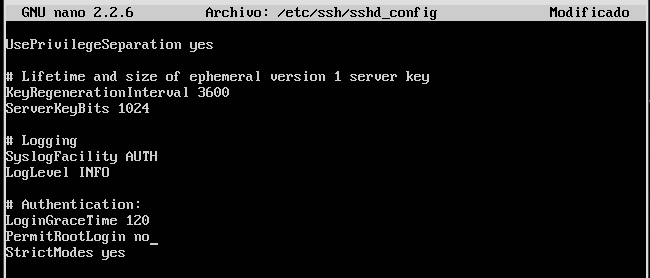 GNU nano 2.2.6 Archivo: /etc/ssh/sshd_config Modificado
UsePrivilegeSeparation yes
# Lifetime and size of ephemeral version 1 server key
KeyRegenerationInterval 3600
ServerKeyBits 1024
# Logging
SyslogFacility AUTH
LogLevel INFO
# Authentication:
LoginGraceTime 120
PermitRootLogin no_
StrictModes yes